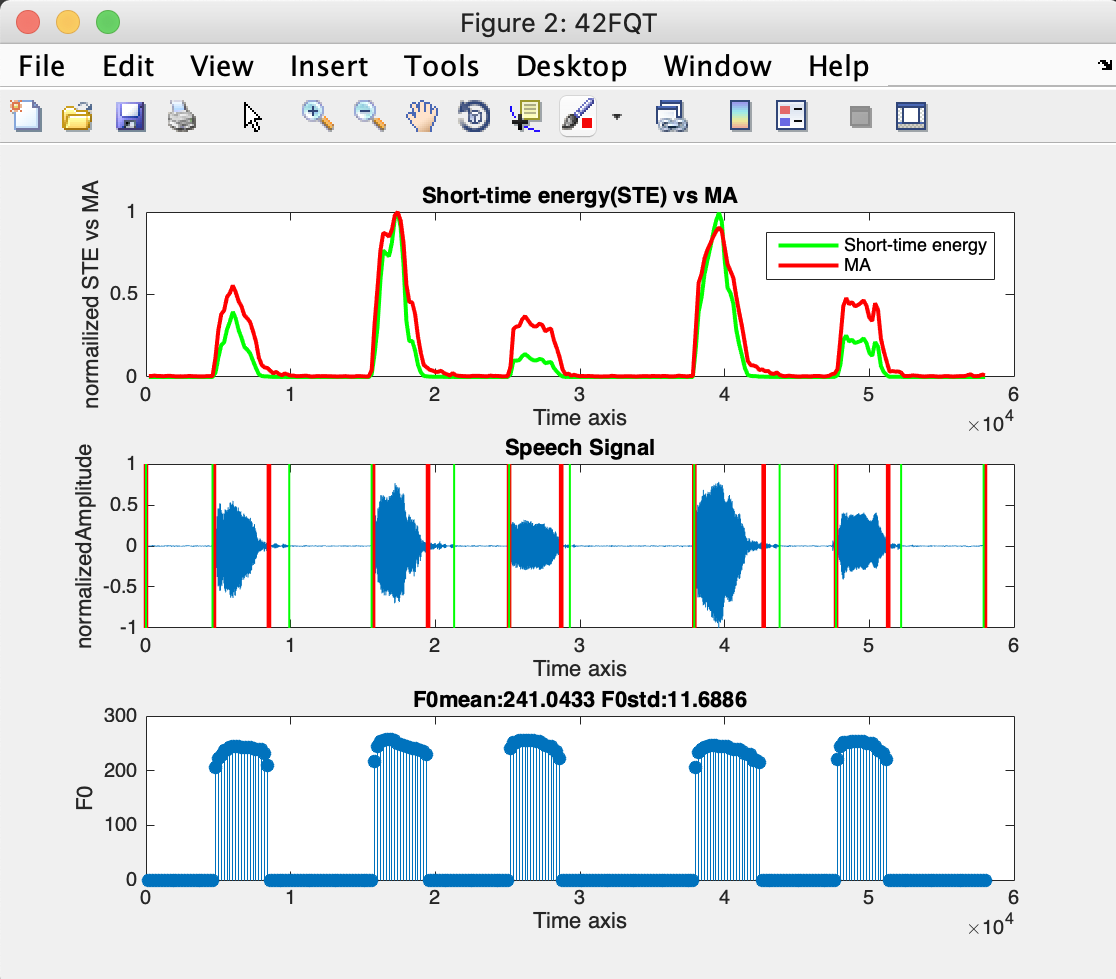 Figure 2: 42FQT
File Edit View Insert Tools Desktop Window Help
Short-time energy(STE) vs MA
normailized STE vs MA
1
0.5
0
Short-time energy
MA
0 1 2 3 4 5 6
Time axis
×10^4
Speech Signal
normalizedAmplitude
1
0.5
0
-0.5
-1
0 1 2 3 4 5 6
Time axis
F0mean:241.0433 F0std:11.6886
F0
300
200
100
0
0 1 2 3 4 5 6
Time axis
×10^4